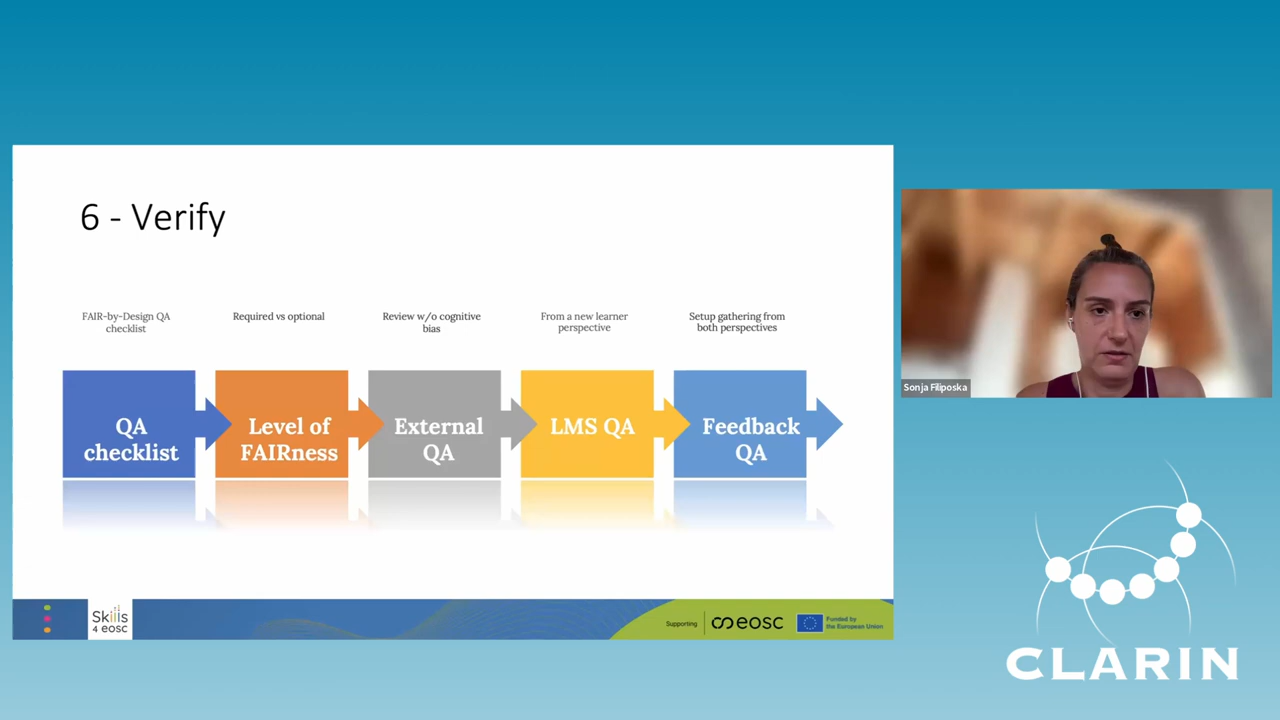 6 - Verify
FAIR-by-Design QA
checklist
Required vs optional
Review w/o cognitive
bias
From a new learner
perspective
Setup gathering from
both perspectives
QA
checklist
Level of
FAIRness
External
QA
LMS QA
Feedback
QA
Skills
4 eosc
Supporting
eosc
Funded by
the European Union
Sonja Filiposka
CLARIN